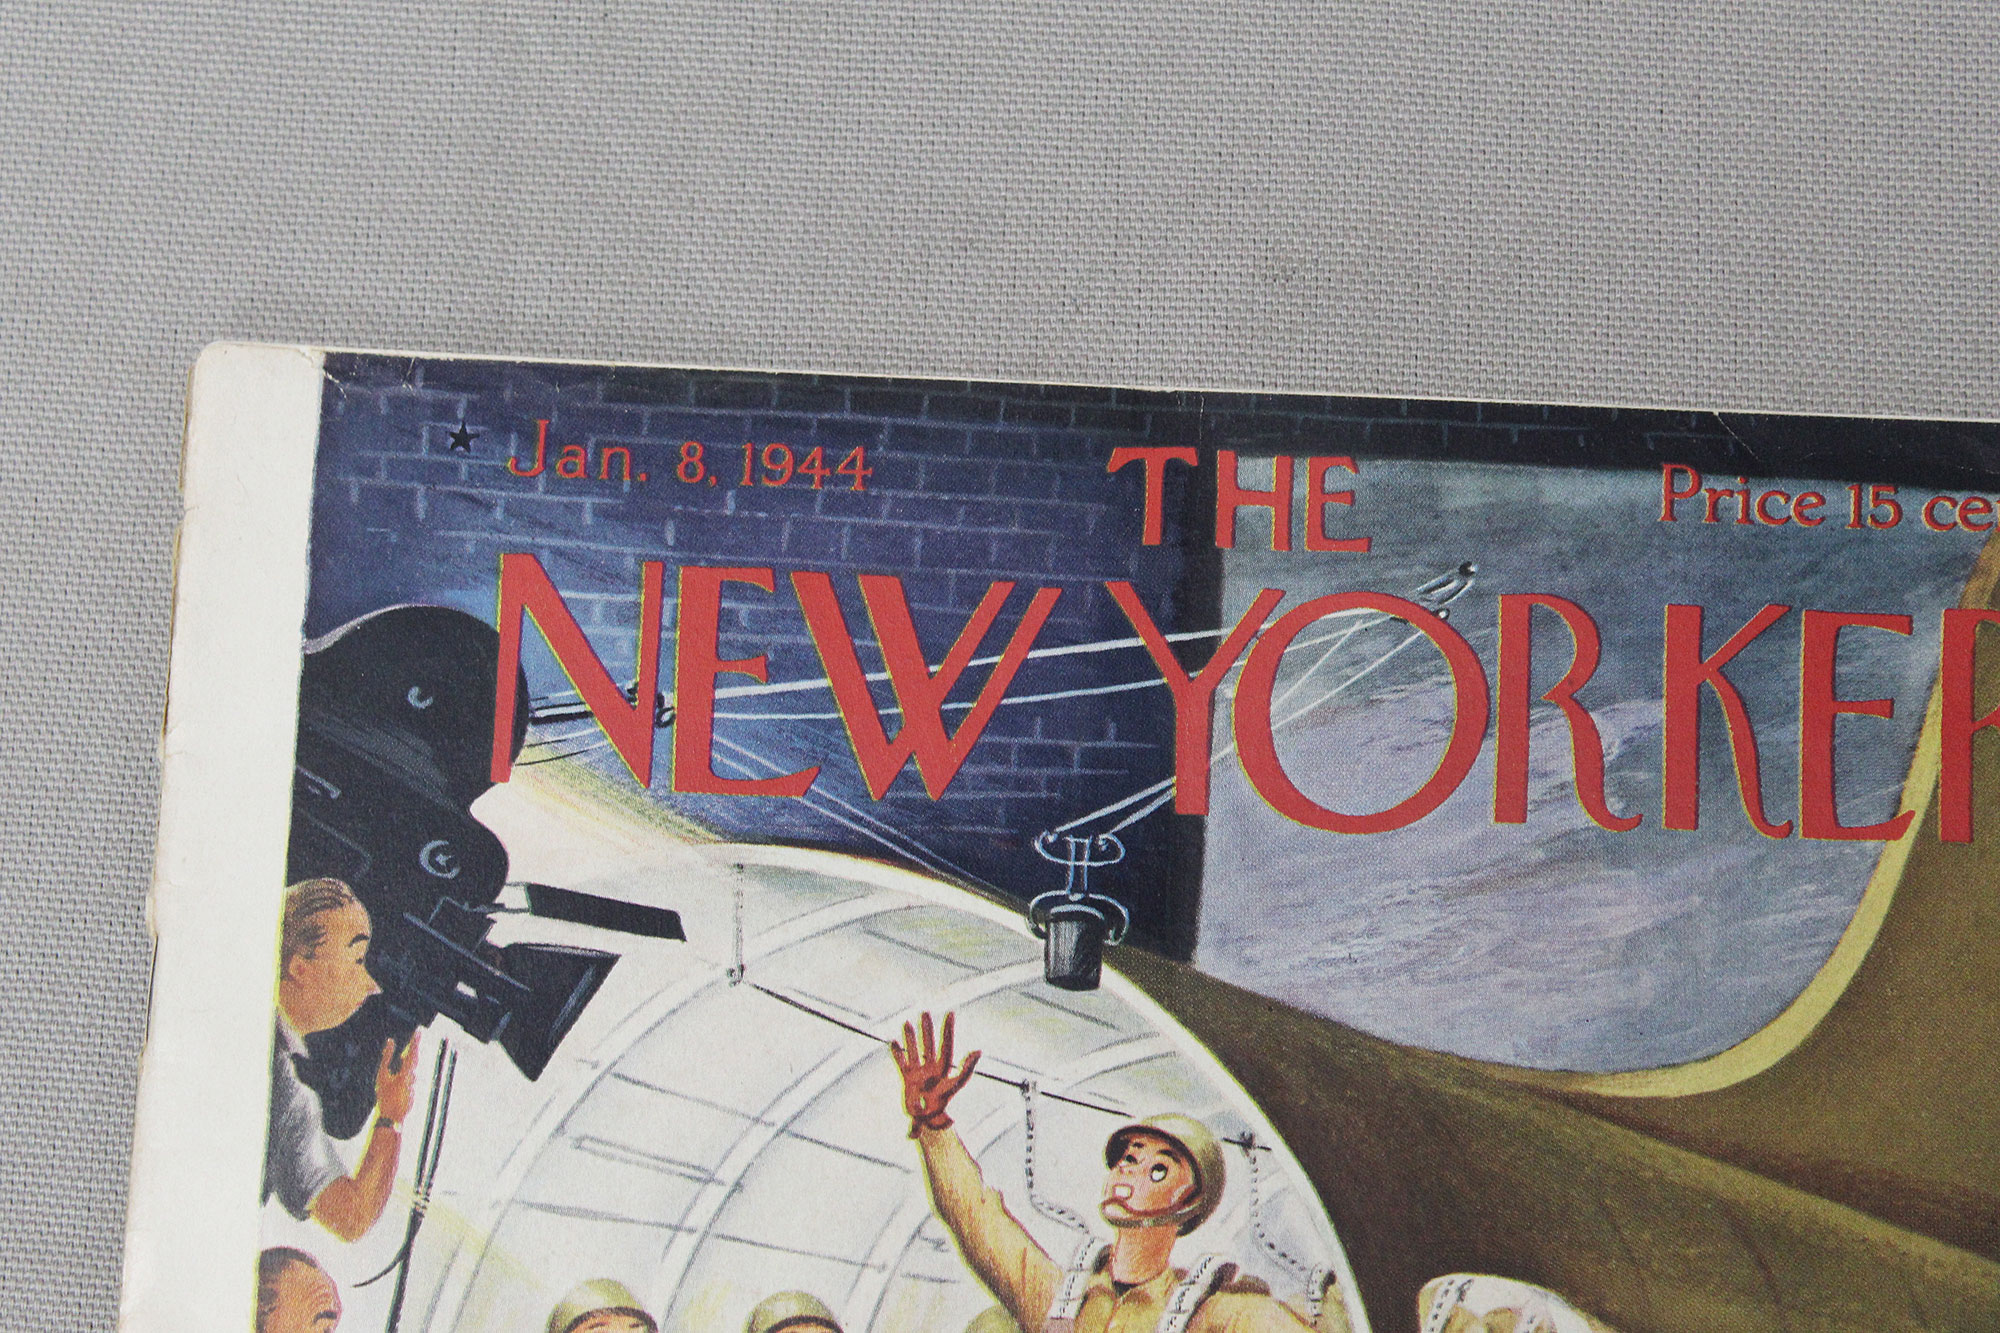 Jan. 8, 1944
THE
Price 15
NEW YORKER